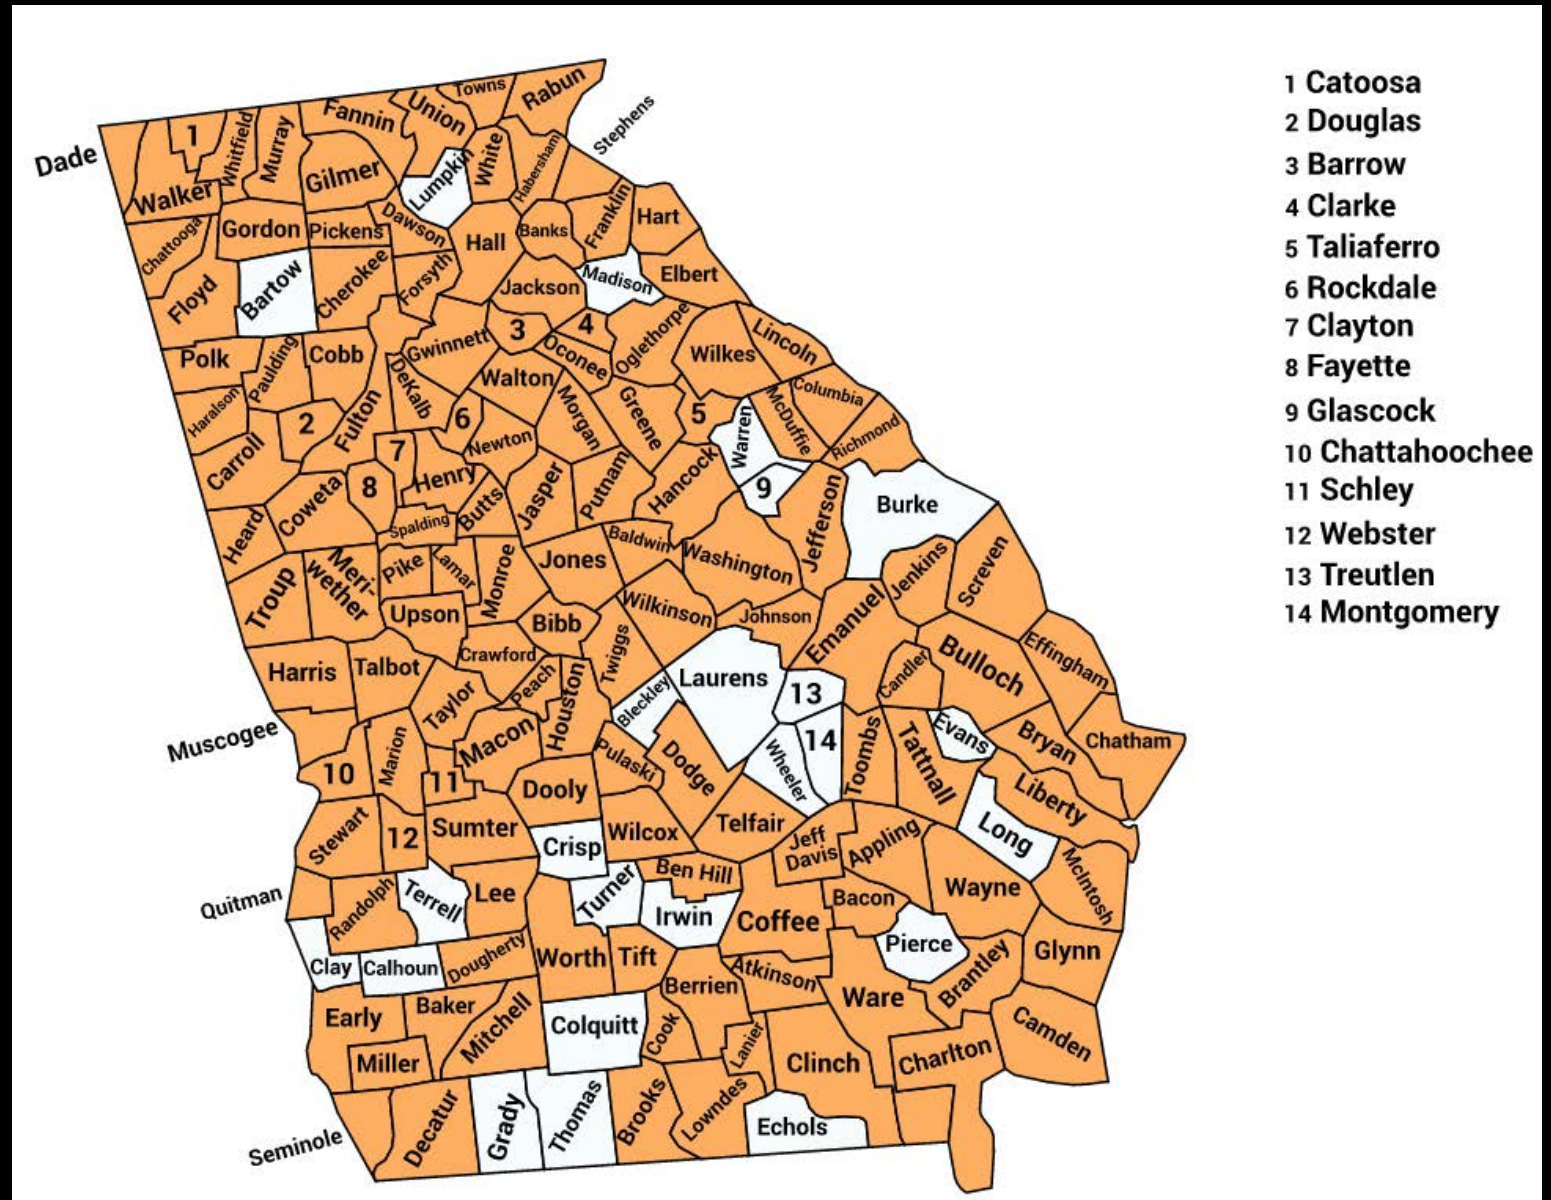 Dade
1
Whitfield
Murray
Fannin
Union
Towns
Rabun
Stephens
Walker
Gilmer
Lumpkin
White
Habersham
Chattooga
Gordon
Pickens
Dawson
Hall
Banks
Franklin
Hart
Floyd
Bartow
Cherokee
Forsyth
Jackson
Madison
Elbert
Polk
Paulding
Cobb
Gwinnett
3
4
Oconee
Oglethorpe
Wilkes
Lincoln
Haralson
2
Fulton
DeKalb
Walton
Morgan
Greene
5
Warren
McDuffie
Columbia
Richmond
Carroll
7
6
Newton
Heard
Coweta
8
Henry
Spalding
Butts
Jasper
Putnam
Hancock
9
Jefferson
Burke
Troup
Meri-
wether
Pike
Lamar
Monroe
Jones
Baldwin
Washington
Jenkins
Screven
Upson
Bibb
Wilkinson
Johnson
Emanuel
Harris
Talbot
Crawford
Twiggs
Peach
Houston
Taylor
Laurens
Bleckley
13
Candler
Bulloch
Effingham
Muscogee
10
Marion
11
Macon
Pulaski
Dodge
Wheeler
14
Toombs
Tattnall
Evans
Bryan
Chatham
Stewart
12
Sumter
Dooly
Wilcox
Telfair
Jeff
Davis
Appling
Long
Liberty
Crisp
Quitman
Randolph
Terrell
Lee
Turner
Ben Hill
Irwin
Coffee
Bacon
Wayne
McIntosh
Clay
Calhoun
Dougherty
Worth
Tift
Berrien
Atkinson
Pierce
Brantley
Glynn
Early
Baker
Mitchell
Colquitt
Cook
Lanier
Ware
Miller
Clinch
Charlton
Camden
Seminole
Decatur
Grady
Thomas
Brooks
Lowndes
Echols
1 Catoosa
2 Douglas
3 Barrow
4 Clarke
5 Taliaferro
6 Rockdale
7 Clayton
8 Fayette
9 Glascock
10 Chattahoochee
11 Schley
12 Webster
13 Treutlen
14 Montgomery